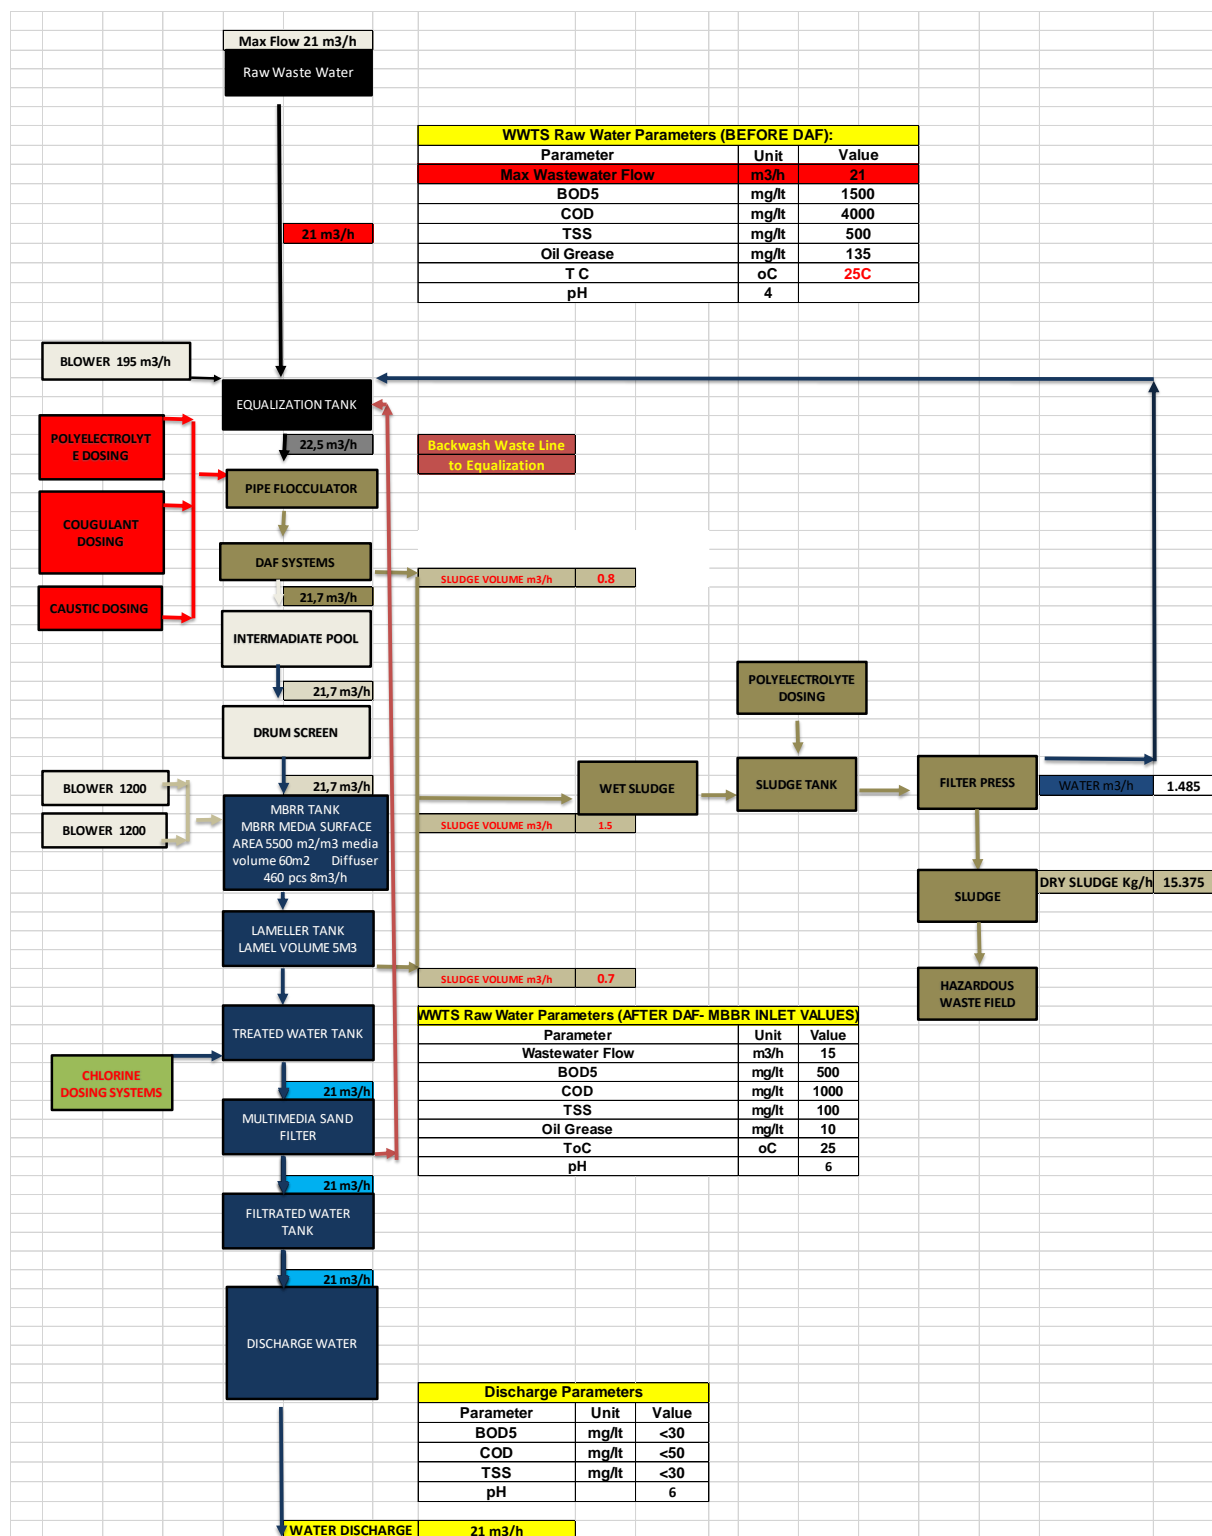 Max Flow 21 m3/h
Raw Waste Water
WWTS Raw Water Parameters (BEFORE DAF):
Parameter Unit Value
Max Wastewater Flow m3/h 21
BOD5 mg/lt 1500
COD mg/lt 4000
21 m3/h
TSS mg/lt 500
Oil Grease mg/lt 135
T C oC 25C
pH 4
BLOWER 195 m3/h
EQUALIZATION TANK
POLYELECTROLYT
E DOSING
22,5 m3/h
Backwash Waste Line
to Equalization
PIPE FLOCCULATOR
COUGULANT
DOSING
DAF SYSTEMS
SLUDGE VOLUME m3/h 0.8
21,7 m3/h
CAUSTIC DOSING
INTERMADIATE POOL
21,7 m3/h
POLYELECTROLYTE
DOSING
DRUM SCREEN
21,7 m3/h
BLOWER 1200
BLOWER 1200
MBRR TANK
MBRR MEDiA SURFACE
AREA 5500 m2/m3 media
volume 60m2 Diffuser
460 pcs 8m3/h
WET SLUDGE
SLUDGE TANK
FILTER PRESS
WATER m3/h 1.485
SLUDGE VOLUME m3/h 1.5
SLUDGE
DRY SLUDGE Kg/h 15.375
LAMELLER TANK
LAMEL VOLUME 5M3
SLUDGE VOLUME m3/h 0.7
HAZARDOUS
WASTE FIELD
WWTS Raw Water Parameters (AFTER DAF- MBBR INLET VALUES)
Parameter Unit Value
Wastewater Flow m3/h 15
BOD5 mg/lt 500
COD mg/lt 1000
TSS mg/lt 100
Oil Grease mg/lt 10
ToC oC 25
pH 6
TREATED WATER TANK
CHLORINE
DOSING SYSTEMS
21 m3/h
MULTIMEDIA SAND
FILTER
21 m3/h
FILTRATED WATER
TANK
21 m3/h
DISCHARGE WATER
Discharge Parameters
Parameter Unit Value
BOD5 mg/lt <30
COD mg/lt <50
TSS mg/lt <30
pH 6
WATER DISCHARGE 21 m3/h